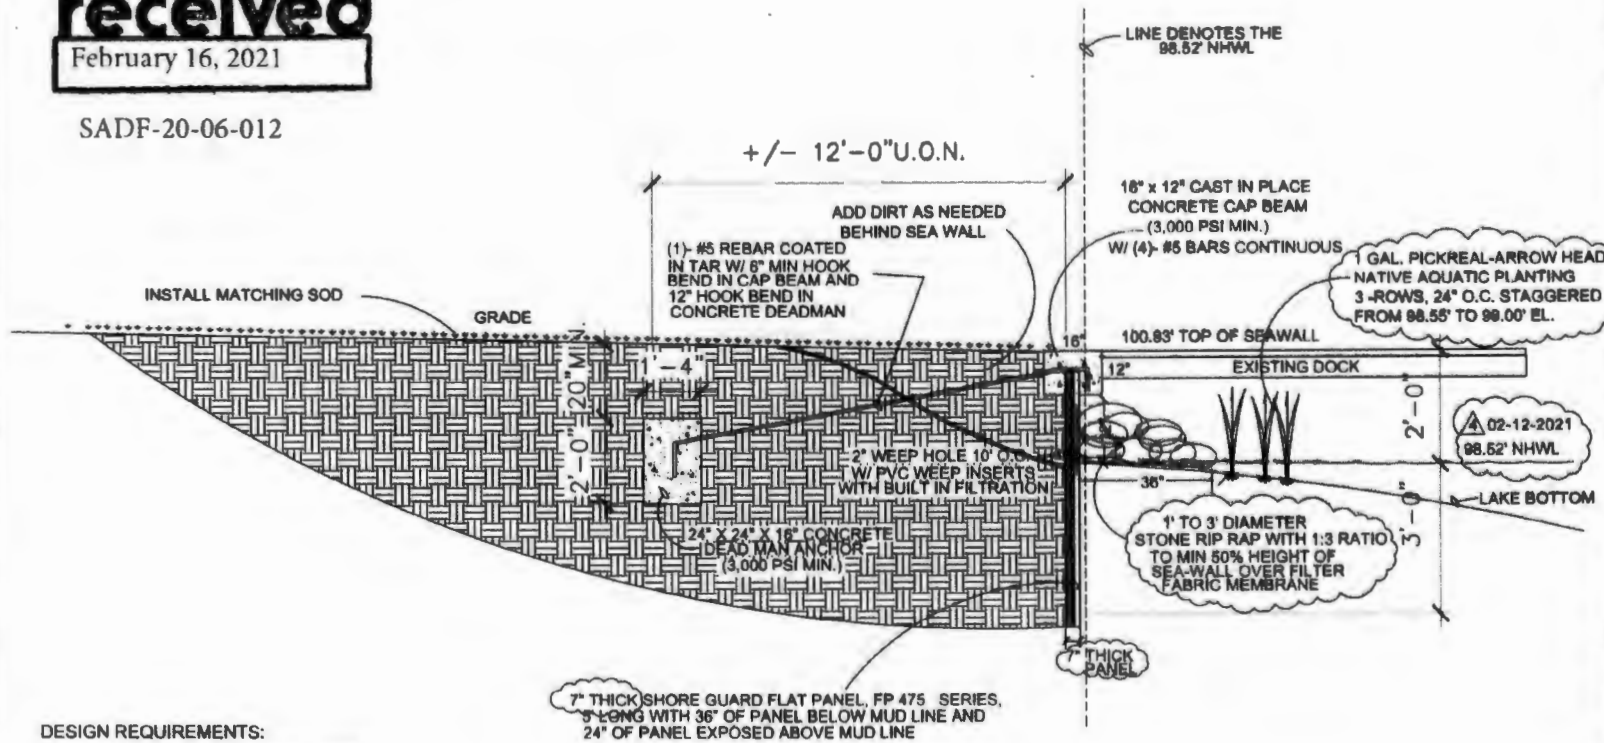 received
February 16, 2021
SADF-20-06-012
LINE DENOTES THE
98.52' NHWL
+/- 12'-0"U.O.N.
16" x 12" CAST IN PLACE
CONCRETE CAP BEAM
(3,000 PSI MIN.)
W/ (4)- #5 BARS CONTINUOUS
ADD DIRT AS NEEDED
BEHIND SEA WALL
(1)- #5 REBAR COATED
IN TAR W/ 6" MIN HOOK
BEND IN CAP BEAM AND
12" HOOK BEND IN
CONCRETE DEADMAN
1 GAL. PICKREAL-ARROW HEAD
NATIVE AQUATIC PLANTING
3 -ROWS, 24" O.C. STAGGERED
FROM 98.55' TO 99.00' EL.
INSTALL MATCHING SOD
GRADE
16"
100.93' TOP OF SEAWALL
12"
EXISTING DOCK
20"MIN.
1'-4"
2'-0"
2'-0"
4 02-12-2021
98.52' NHWL
2" WEEP HOLE 10' O.C.
W/ PVC WEEP INSERTS
WITH BUILT IN FILTRATION
36"
LAKE BOTTOM
3'-0"
24" X 24" X 16" CONCRETE
DEAD MAN ANCHOR
(3,000 PSI MIN.)
1' TO 3' DIAMETER
STONE RIP RAP WITH 1:3 RATIO
TO MIN 50% HEIGHT OF
SEA-WALL OVER FILTER
FABRIC MEMBRANE
7" THICK
PANEL
7" THICK SHORE GUARD FLAT PANEL, FP 475 SERIES,
5' LONG WITH 36" OF PANEL BELOW MUD LINE AND
24" OF PANEL EXPOSED ABOVE MUD LINE
DESIGN REQUIREMENTS: